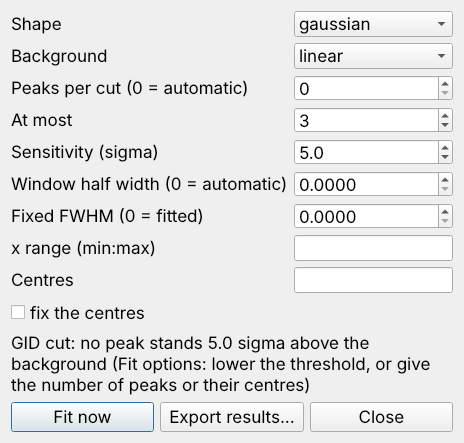 Shape gaussian
Background linear
Peaks per cut (0 = automatic) 0
At most 3
Sensitivity (sigma) 5.0
Window half width (0 = automatic) 0.0000
Fixed FWHM (0 = fitted) 0.0000
x range (min:max)
Centres
fix the centres
GID cut: no peak stands 5.0 sigma above the
background (Fit options: lower the threshold, or give
the number of peaks or their centres)
Fit now Export results... Close